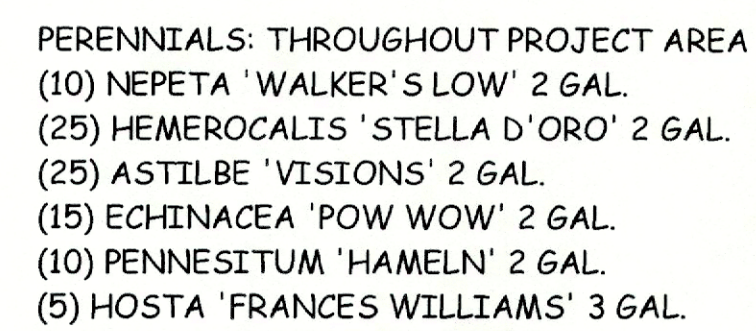 PERENNIALS: THROUGHOUT PROJECT AREA
(10) NEPETA 'WALKER'S LOW' 2 GAL.
(25) HEMEROCALIS 'STELLA D'ORO' 2 GAL.
(25) ASTILBE 'VISIONS' 2 GAL.
(15) ECHINACEA 'POW WOW' 2 GAL.
(10) PENNESITUM 'HAMELN' 2 GAL.
(5) HOSTA 'FRANCES WILLIAMS' 3 GAL.